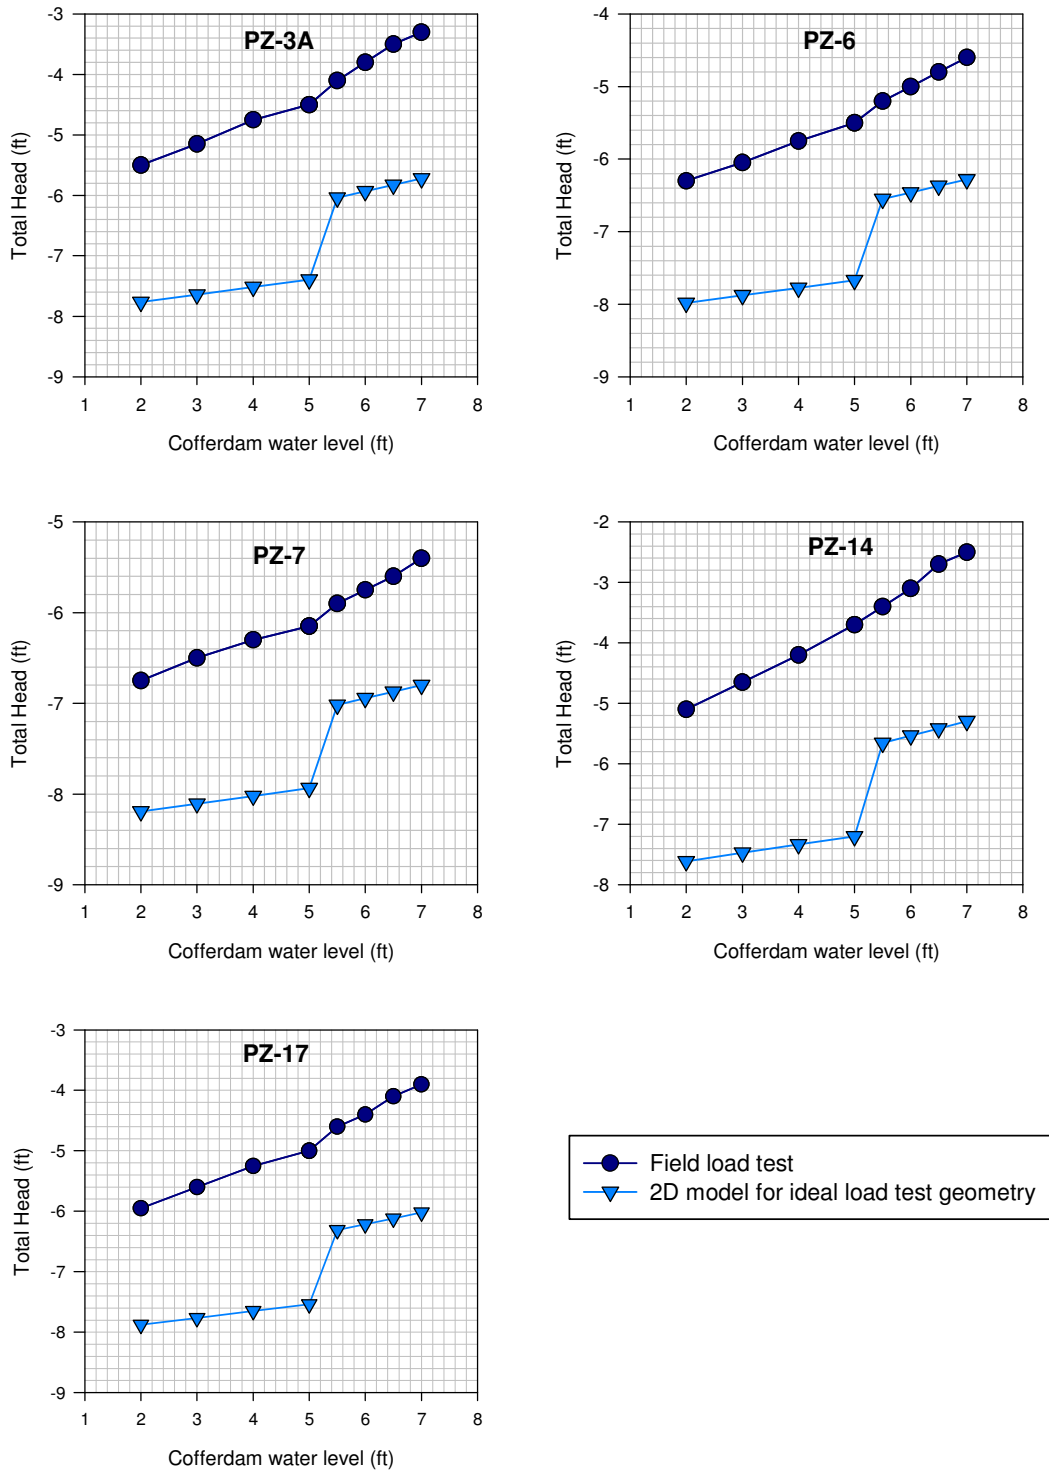 PZ-3A
-3
-4
-5
-6
-7
-8
-9
Total Head (ft)
1 2 3 4 5 6 7 8
Cofferdam water level (ft)
PZ-6
-4
-5
-6
-7
-8
-9
Total Head (ft)
1 2 3 4 5 6 7 8
Cofferdam water level (ft)
PZ-7
-5
-6
-7
-8
-9
Total Head (ft)
1 2 3 4 5 6 7 8
Cofferdam water level (ft)
PZ-14
-2
-3
-4
-5
-6
-7
-8
Total Head (ft)
1 2 3 4 5 6 7 8
Cofferdam water level (ft)
PZ-17
-3
-4
-5
-6
-7
-8
-9
Total Head (ft)
1 2 3 4 5 6 7 8
Cofferdam water level (ft)
Field load test
2D model for ideal load test geometry